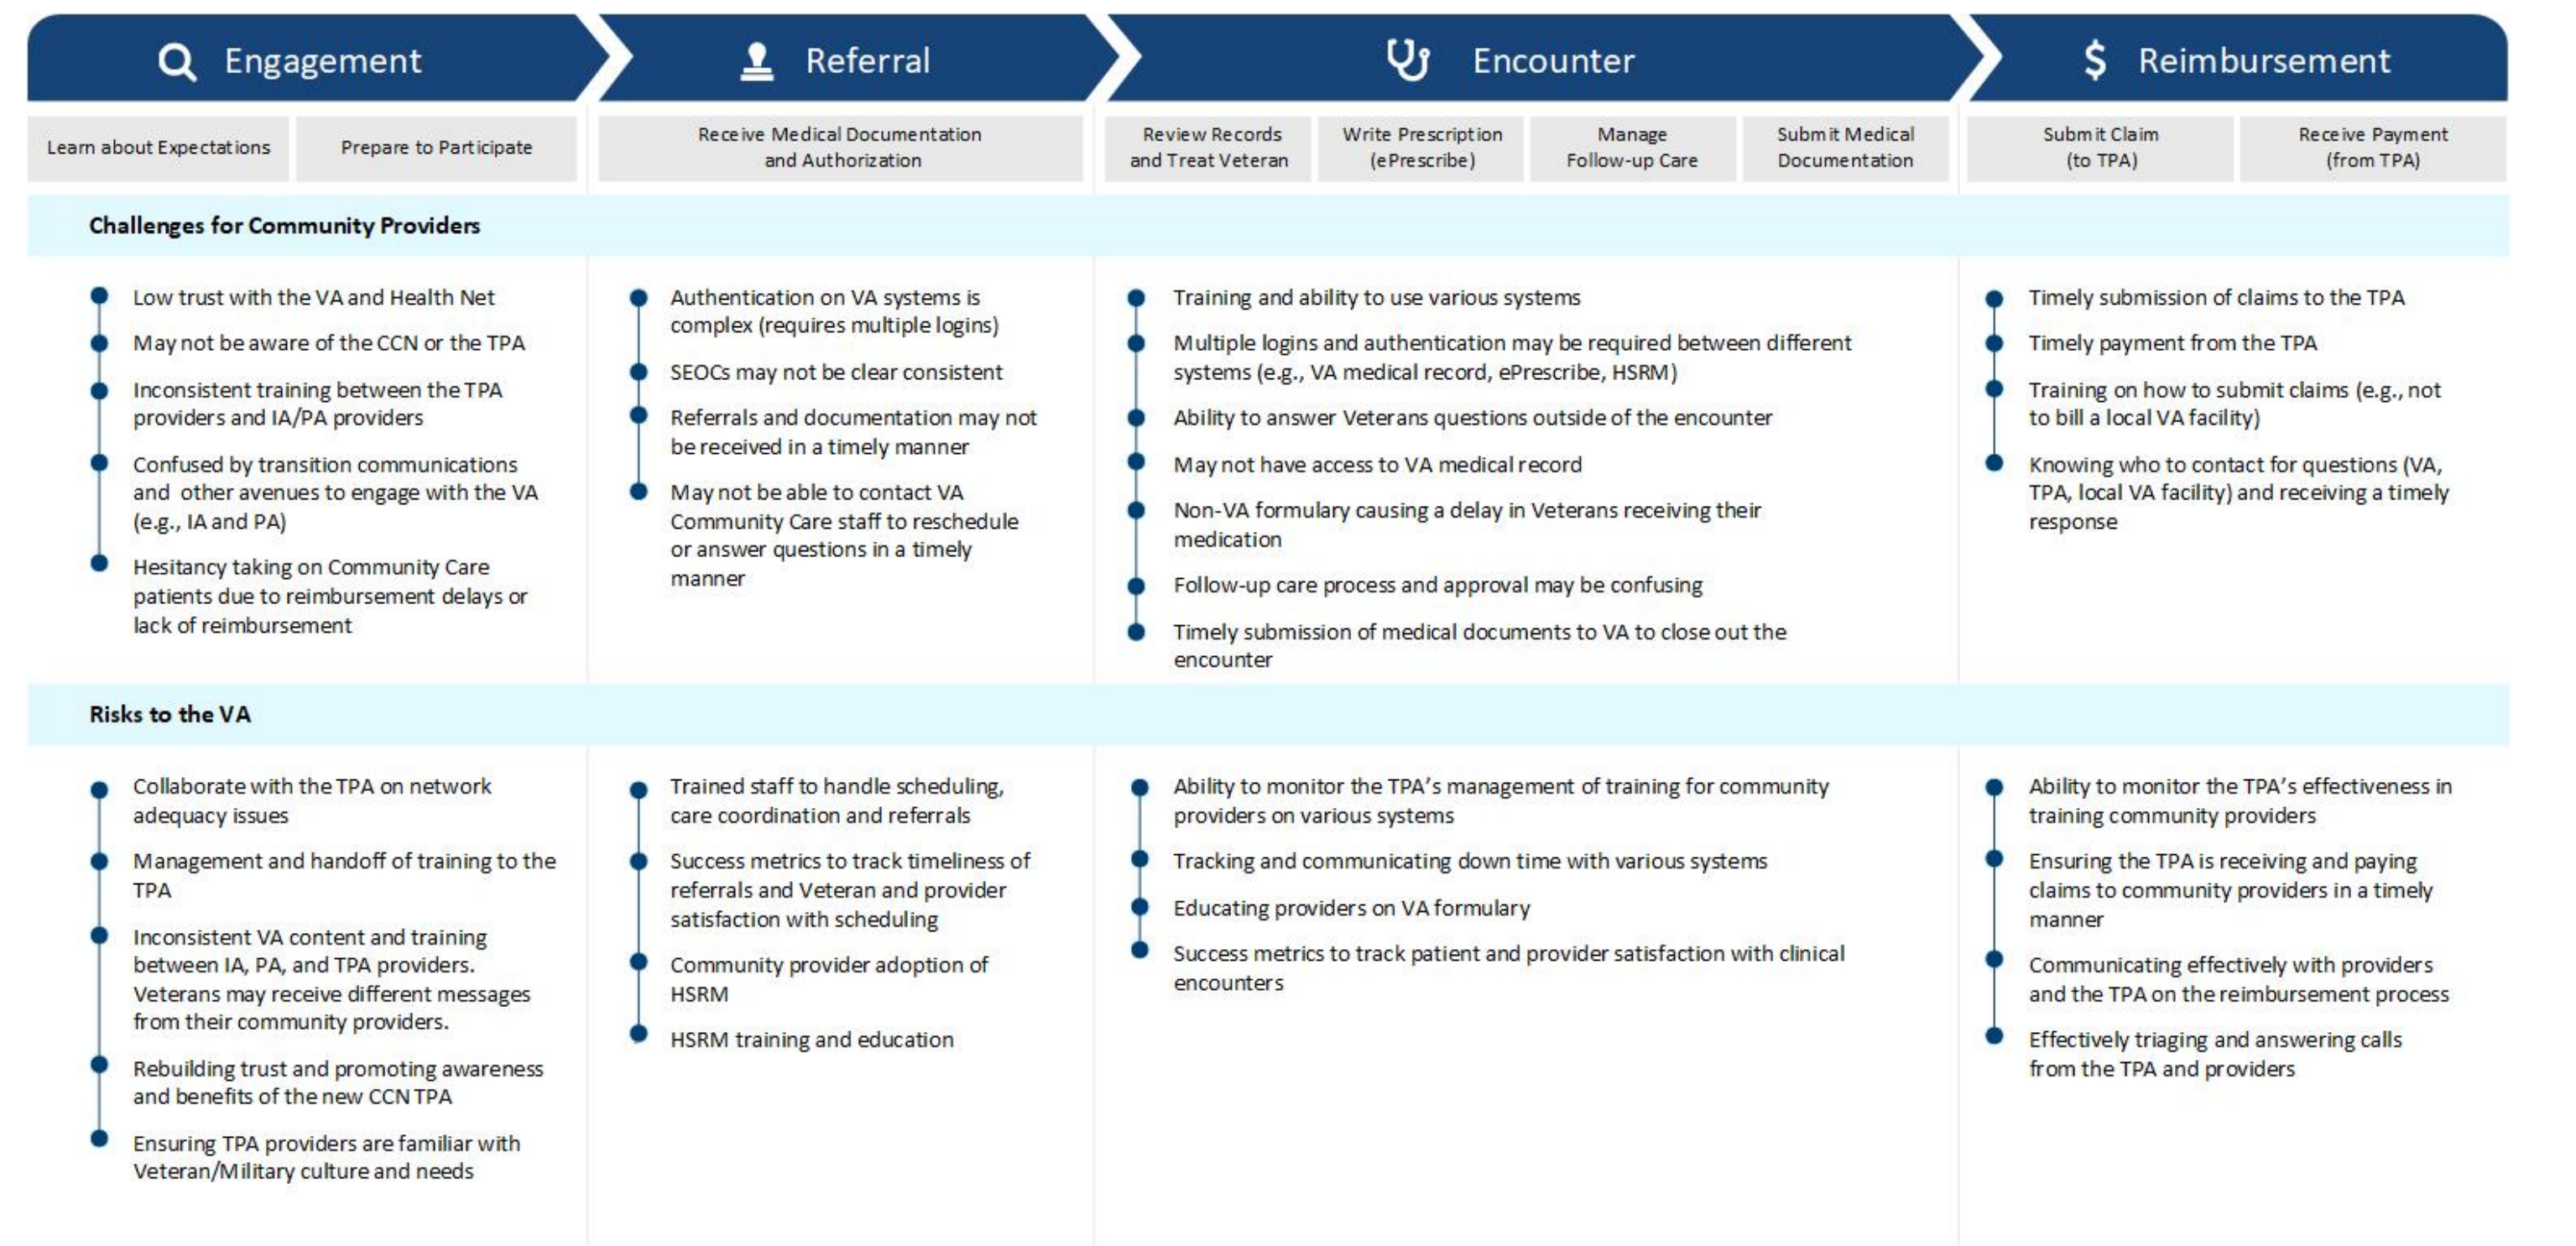 Engagement
Referral
Encounter
$ Reimbursement
Learn about Expectations
Prepare to Participate
Receive Medical Documentation
and Authorization
Review Records
and Treat Veteran
Write Prescription
(ePrescribe)
Manage
Follow-up Care
Submit Medical
Documentation
Submit Claim
(to TPA)
Receive Payment
(from TPA)
Challenges for Community Providers
Low trust with the VA and Health Net
May not be aware of the CCN or the TPA
Inconsistent training between the TPA
providers and IA/PA providers
Confused by transition communications
and other avenues to engage with the VA
(e.g., IA and PA)
Hesitancy taking on Community Care
patients due to reimbursement delays or
lack of reimbursement
Authentication on VA systems is
complex (requires multiple logins)
SEOCs may not be clear consistent
Referrals and documentation may not
be received in a timely manner
May not be able to contact VA
Community Care staff to reschedule
or answer questions in a timely
manner
Training and ability to use various systems
Multiple logins and authentication may be required between different
systems (e.g., VA medical record, ePrescribe, HSRM)
Ability to answer Veterans questions outside of the encounter
May not have access to VA medical record
Non-VA formulary causing a delay in Veterans receiving their
medication
Follow-up care process and approval may be confusing
Timely submission of medical documents to VA to close out the
encounter
Timely submission of claims to the TPA
Timely payment from the TPA
Training on how to submit claims (e.g., not
to bill a local VA facility)
Knowing who to contact for questions (VA,
TPA, local VA facility) and receiving a timely
response
Risks to the VA
Collaborate with the TPA on network
adequacy issues
Management and handoff of training to the
TPA
Inconsistent VA content and training
between IA, PA, and TPA providers.
Veterans may receive different messages
from their community providers.
Rebuilding trust and promoting awareness
and benefits of the new CCN TPA
Ensuring TPA providers are familiar with
Veteran/Military culture and needs
Trained staff to handle scheduling,
care coordination and referrals
Success metrics to track timeliness of
referrals and Veteran and provider
satisfaction with scheduling
Community provider adoption of
HSRM
HSRM training and education
Ability to monitor the TPA's management of training for community
providers on various systems
Tracking and communicating down time with various systems
Educating providers on VA formulary
Success metrics to track patient and provider satisfaction with clinical
encounters
Ability to monitor the TPA's effectiveness in
training community providers
Ensuring the TPA is receiving and paying
claims to community providers in a timely
manner
Communicating effectively with providers
and the TPA on the reimbursement process
Effectively triaging and answering calls
from the TPA and providers